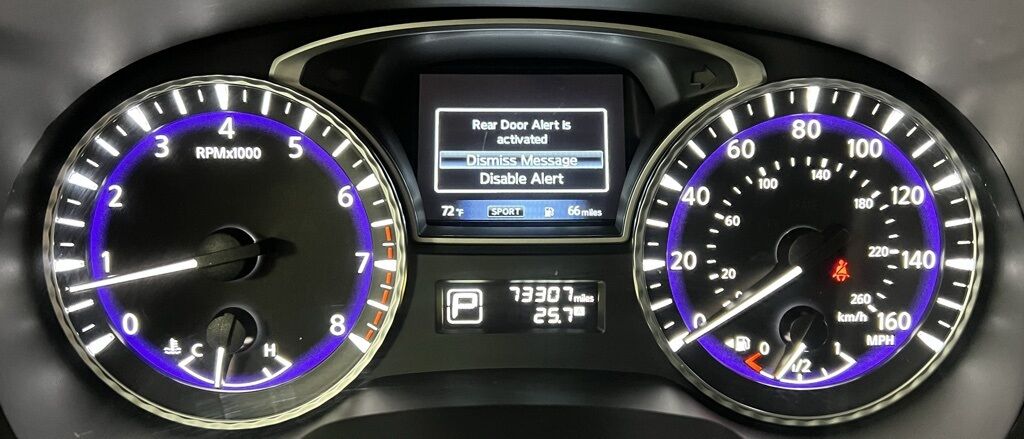 RPMx1000
0
1
2
3
4
5
6
7
8
C
H
Rear Door Alert is
activated
Dismiss Message
Disable Alert
72°F SPORT 66 miles
P 73307 miles
25.7
0
20
40
60
80
100
120
140
160
MPH
20
60
100
140
180
220
260
km/h
0
1/2
1